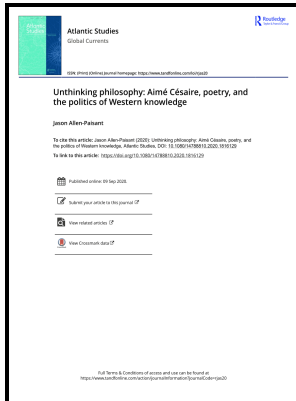 Atlantic Studies
Routledge
Atlantic Studies
Global Currents
ISSN: (Print) (Online) Journal homepage: https://www.tandfonline.com/loi/rjas20
Unthinking philosophy: Aimé Césaire, poetry, and
the politics of Western knowledge
Jason Allen-Paisant
To cite this article: Jason Allen-Paisant (2020): Unthinking philosophy: Aimé Césaire, poetry, and
the politics of Western knowledge, Atlantic Studies, DOI: 10.1080/14788810.2020.1816129
To link to this article: https://doi.org/10.1080/14788810.2020.1816129
Published online: 09 Sep 2020.
Submit your article to this journal
View related articles
View Crossmark data
Full Terms & Conditions of access and use can be found at
https://www.tandfonline.com/action/journalInformation?journalCode=rjas20